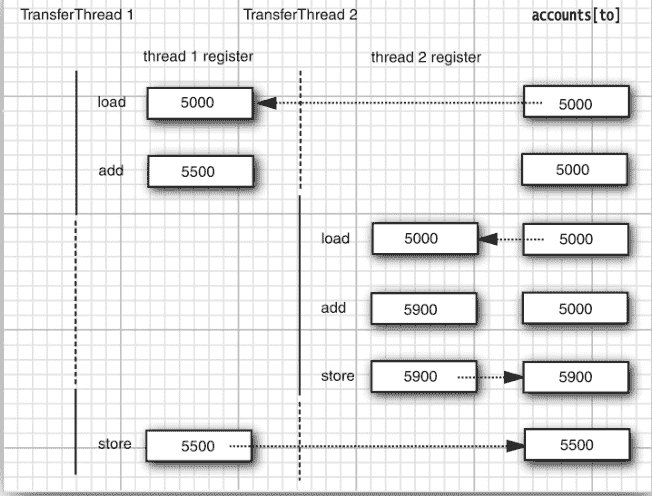 TransferThread 1 TransferThread 2 accounts[to]
thread 1 register thread 2 register
load 5000 5000
add 5500 5000
load 5000 5000
add 5900 5000
store 5900 5900
store 5500 5500